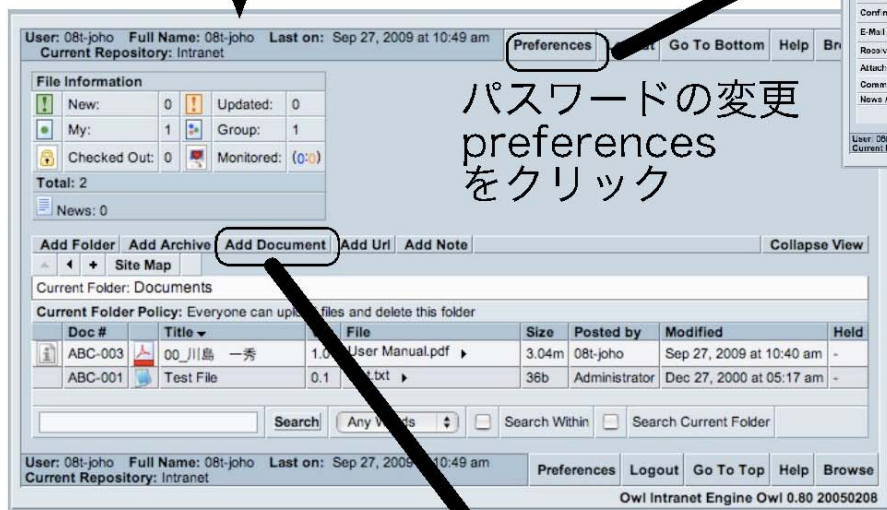 User: 08t-joho Full Name: 08t-joho Last on: Sep 27, 2009 at 10:49 am
Current Repository: Intranet
Preferences Go To Bottom Help
File Information
New: 0 Updated: 0
My: 1 Group: 1
Checked Out: 0 Monitored: (0:0)
Total: 2
News: 0
パスワードの変更
preferences
をクリック
Add Folder Add Archive Add Document Add Url Add Note Collapse View
+ Site Map
Current Folder: Documents
Current Folder Policy: Everyone can files and delete this folder
Doc # Title File Size Posted by Modified Held
ABC-003 00_川島 一秀 1.0 User Manual.pdf 3.04m 08t-joho Sep 27, 2009 at 10:40 am -
ABC-001 Test File 0.1 36b Administrator Dec 27, 2000 at 05:17 am -
Search Any Search Within Search Current Folder
User: 08t-joho Full Name: 08t-joho Last on: Sep 27, 2009 10:49 am
Current Repository: Intranet
Preferences Logout Go To Top Help Browse
Owl Intranet Engine Owl 0.80 20050208
E-Mail